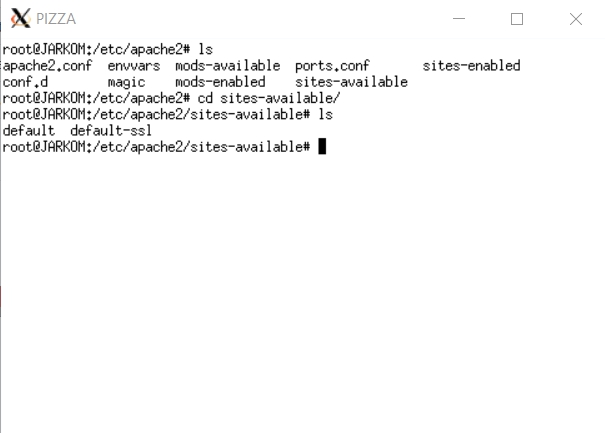 PIZZA
root@JARKOM:/etc/apache2# ls
apache2.conf  envvars  mods-available  ports.conf       sites-enabled
conf.d        magic    mods-enabled    sites-available
root@JARKOM:/etc/apache2# cd sites-available/
root@JARKOM:/etc/apache2/sites-available# ls
default  default-ssl
root@JARKOM:/etc/apache2/sites-available#